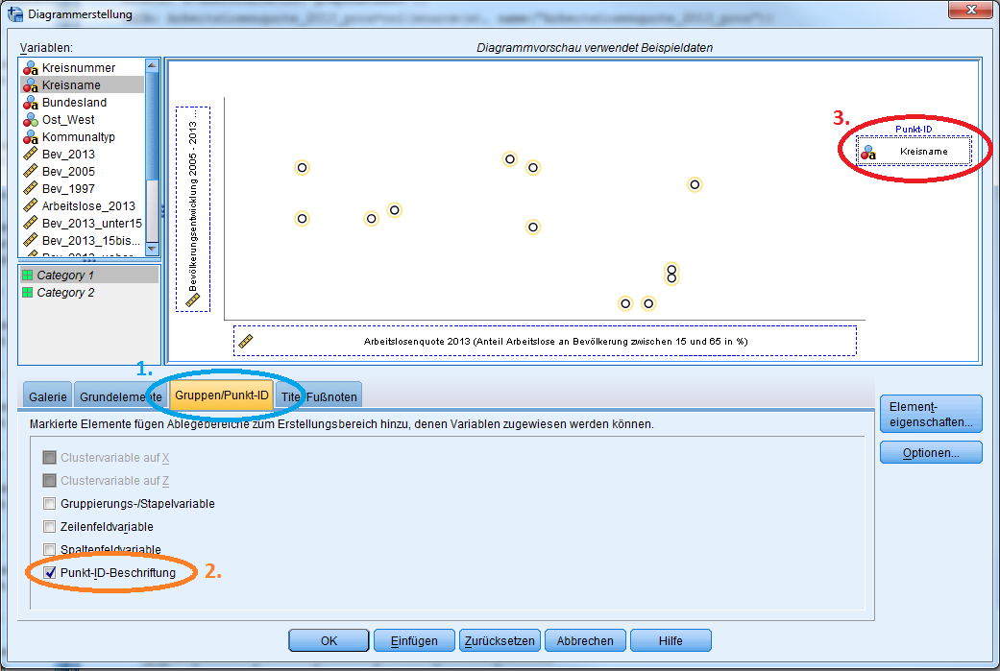 Diagrammerstellung
Variablen:
Diagrammvorschau verwendet Beispieldaten
Kreisnummer
Kreisname
Bundesland
Ost_West
Kommunaltyp
Bev_2013
Bev_2005
Bev_1997
Arbeitslose_2013
Bev_2013_unter15
Bev_2013_15bis...
Category 1
Category 2
Bevölkerungsentwicklung 2005 - 2013 ...
Arbeitslosenquote 2013 (Anteil Arbeitslose an Bevölkerung zwischen 15 und 65 in %)
3.
Punkt-ID
Kreisname
1.
Galerie
Grundelemente
Gruppen/Punkt-ID
Fußnoten
Markierte Elemente fügen Ablegebereiche zum Erstellungsbereich hinzu, denen Variablen zugewiesen werden können.
Clustervariable auf X
Clustervariable auf Z
Gruppierungs-/Stapelvariable
Zeilenfeldvariable
Spaltenfeldvariable
Punkt-ID-Beschriftung
2.
Element-
eigenschaften...
Optionen...
OK
Einfügen
Zurücksetzen
Abbrechen
Hilfe